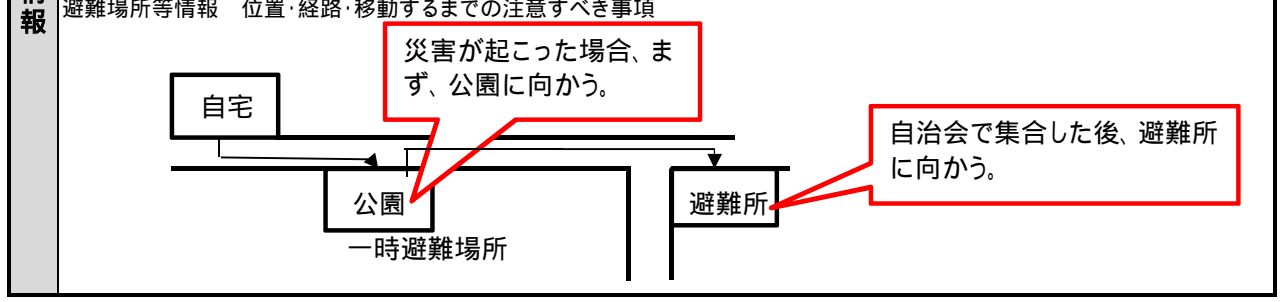 報
避難場所等情報　位置･経路･移動するまでの注意すべき事項
災害が起こった場合、ま
ず、公園に向かう。
自宅
自治会で集合した後、避難所
に向かう。
公園
避難所
一時避難場所